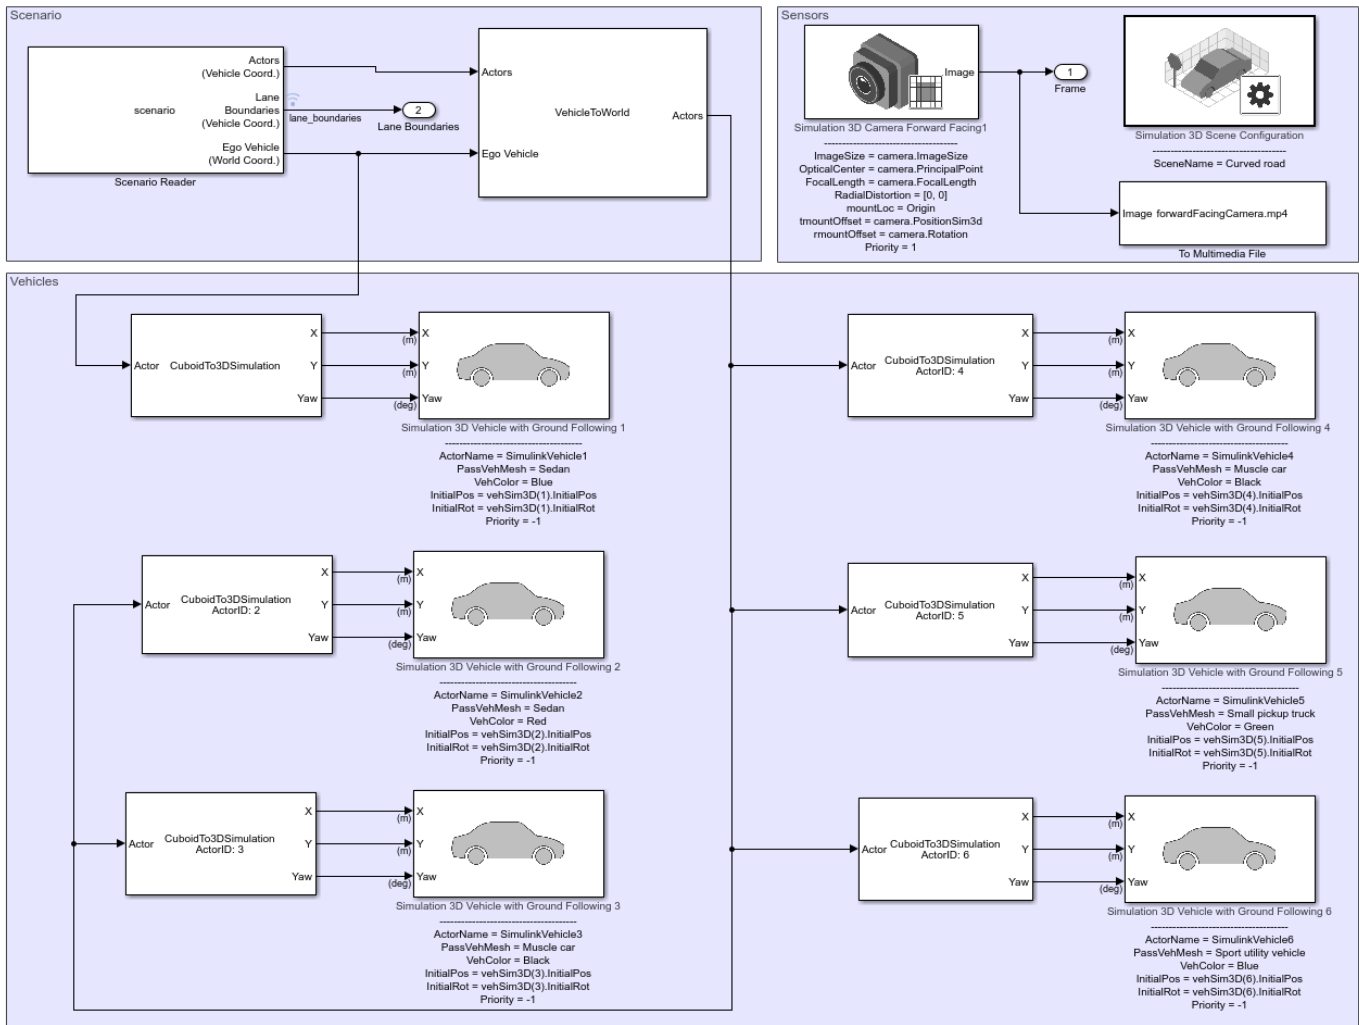 Scenario
Actors
(Vehicle Coord.)
scenario
Lane
Boundaries
(Vehicle Coord.)
Ego Vehicle
(World Coord.)
Scenario Reader
lane_boundaries
2
Lane Boundaries
Actors
Ego Vehicle
VehicleToWorld
Actors
Sensors
Image
Simulation 3D Camera Forward Facing1
-------------------------------------
ImageSize = camera.ImageSize
OpticalCenter = camera.PrincipalPoint
FocalLength = camera.FocalLength
RadialDistortion = [0, 0]
mountLoc = Origin
tmountOffset = camera.PositionSim3d
rmountOffset = camera.Rotation
Priority = 1
1
Frame
Simulation 3D Scene Configuration
-------------------------------------
SceneName = Curved road
Image forwardFacingCamera.mp4
To Multimedia File
Vehicles
Actor
CuboidTo3DSimulation
X
Y
Yaw
(m)
(m)
(deg)
X
Y
Yaw
Simulation 3D Vehicle with Ground Following 1
--------------------------------------
ActorName = SimulinkVehicle1
PassVehMesh = Sedan
VehColor = Blue
InitialPos = vehSim3D(1).InitialPos
InitialRot = vehSim3D(1).InitialRot
Priority = -1
Actor
CuboidTo3DSimulation
ActorID: 2
X
Y
Yaw
(m)
(m)
(deg)
X
Y
Yaw
Simulation 3D Vehicle with Ground Following 2
--------------------------------------
ActorName = SimulinkVehicle2
PassVehMesh = Sedan
VehColor = Red
InitialPos = vehSim3D(2).InitialPos
InitialRot = vehSim3D(2).InitialRot
Priority = -1
Actor
CuboidTo3DSimulation
ActorID: 3
X
Y
Yaw
(m)
(m)
(deg)
X
Y
Yaw
Simulation 3D Vehicle with Ground Following 3
--------------------------------------
ActorName = SimulinkVehicle3
PassVehMesh = Muscle car
VehColor = Black
InitialPos = vehSim3D(3).InitialPos
InitialRot = vehSim3D(3).InitialRot
Priority = -1
Actor
CuboidTo3DSimulation
ActorID: 4
X
Y
Yaw
(m)
(m)
(deg)
X
Y
Yaw
Simulation 3D Vehicle with Ground Following 4
--------------------------------------
ActorName = SimulinkVehicle4
PassVehMesh = Muscle car
VehColor = Black
InitialPos = vehSim3D(4).InitialPos
InitialRot = vehSim3D(4).InitialRot
Priority = -1
Actor
CuboidTo3DSimulation
ActorID: 5
X
Y
Yaw
(m)
(m)
(deg)
X
Y
Yaw
Simulation 3D Vehicle with Ground Following 5
--------------------------------------
ActorName = SimulinkVehicle5
PassVehMesh = Small pickup truck
VehColor = Green
InitialPos = vehSim3D(5).InitialPos
InitialRot = vehSim3D(5).InitialRot
Priority = -1
Actor
CuboidTo3DSimulation
ActorID: 6
X
Y
Yaw
(m)
(m)
(deg)
X
Y
Yaw
Simulation 3D Vehicle with Ground Following 6
--------------------------------------
ActorName = SimulinkVehicle6
PassVehMesh = Sport utility vehicle
VehColor = Blue
InitialPos = vehSim3D(6).InitialPos
InitialRot = vehSim3D(6).InitialRot
Priority = -1